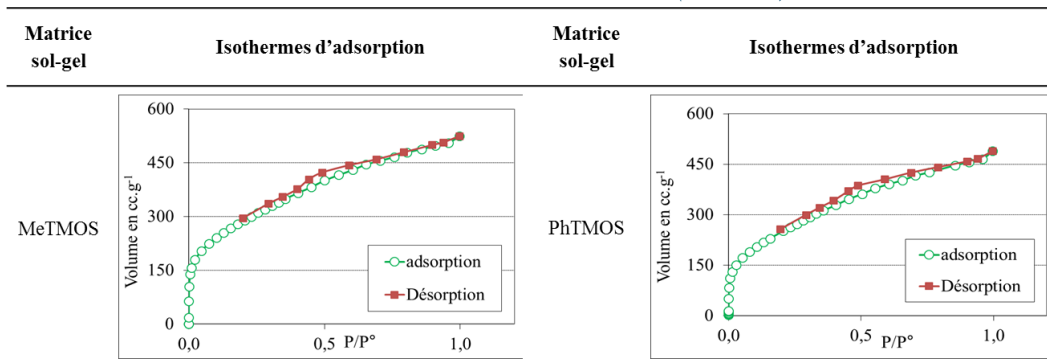 Matrice
sol-gel
Isothermes d'adsorption
Matrice
sol-gel
Isothermes d'adsorption
MeTMOS
Volume en cc.g-1
600
450
300
150
0
0,0
0,5
1,0
P/P°
adsorption
Désorption
PhTMOS
Volume en cc.g-1
600
450
300
150
0
0,0
0,5
1,0
P/P°
adsorption
Désorption